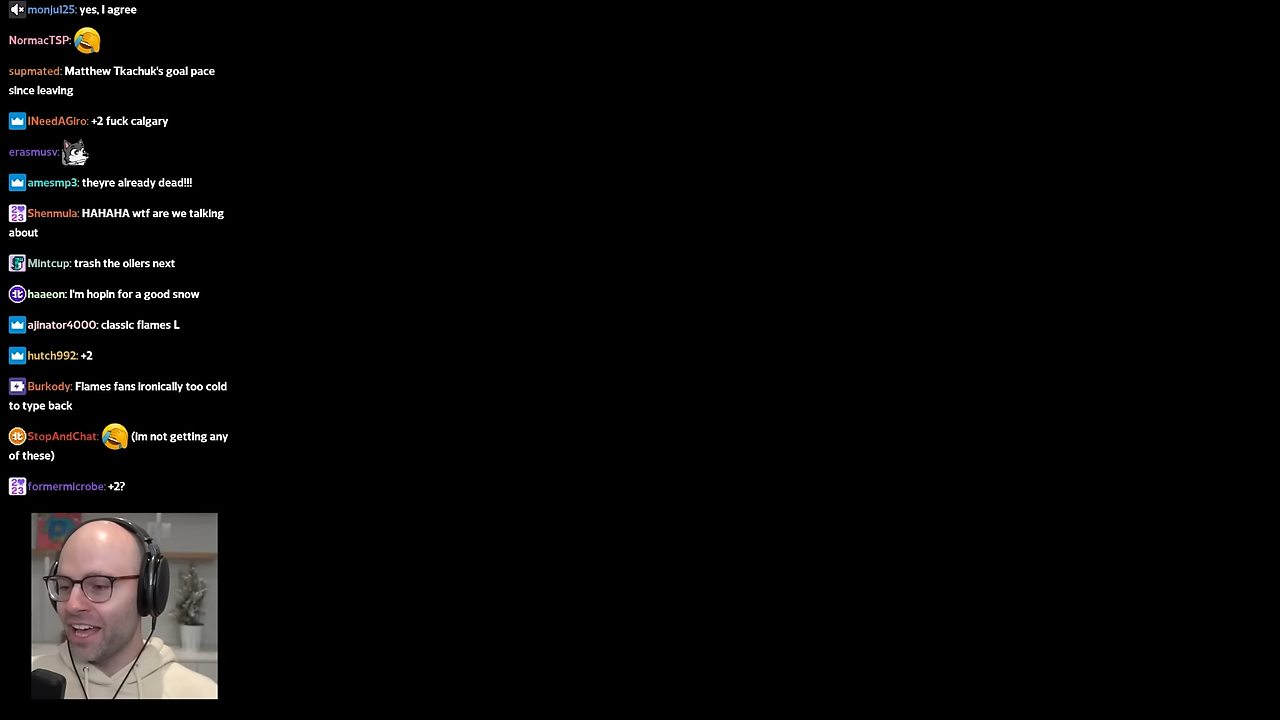 monju125: yes, I agree
NormacTSP:
supmated: Matthew Tkachuk's goal pace
since leaving
INeedAGiro: +2 fuck calgary
erasmusv:
amesmp3: theyre already dead!!!
Shenmula: HAHAHA wtf are we talking
about
Mintcup: trash the oilers next
haaeon: I'm hopin for a good snow
ajinator4000: classic flames L
hutch992: +2
Burkody: Flames fans ironically too cold
to type back
StopAndChat: (im not getting any
of these)
formermicrobe: +2?